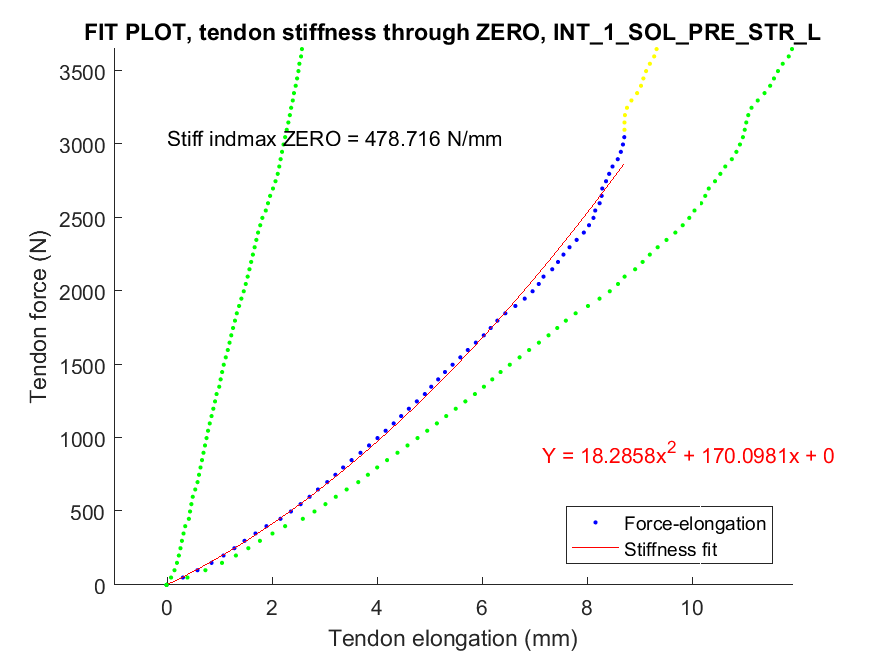 FIT PLOT, tendon stiffness through ZERO, INT_1_SOL_PRE_STR_L
3500
Stiff indmax ZERO = 478.716 N/mm
3000
2500
2000
1500
1000
500
0
Tendon force (N)
Y = 18.2858x² + 170.0981x + 0
Force-elongation
Stiffness fit
0 2 4 6 8 10
Tendon elongation (mm)